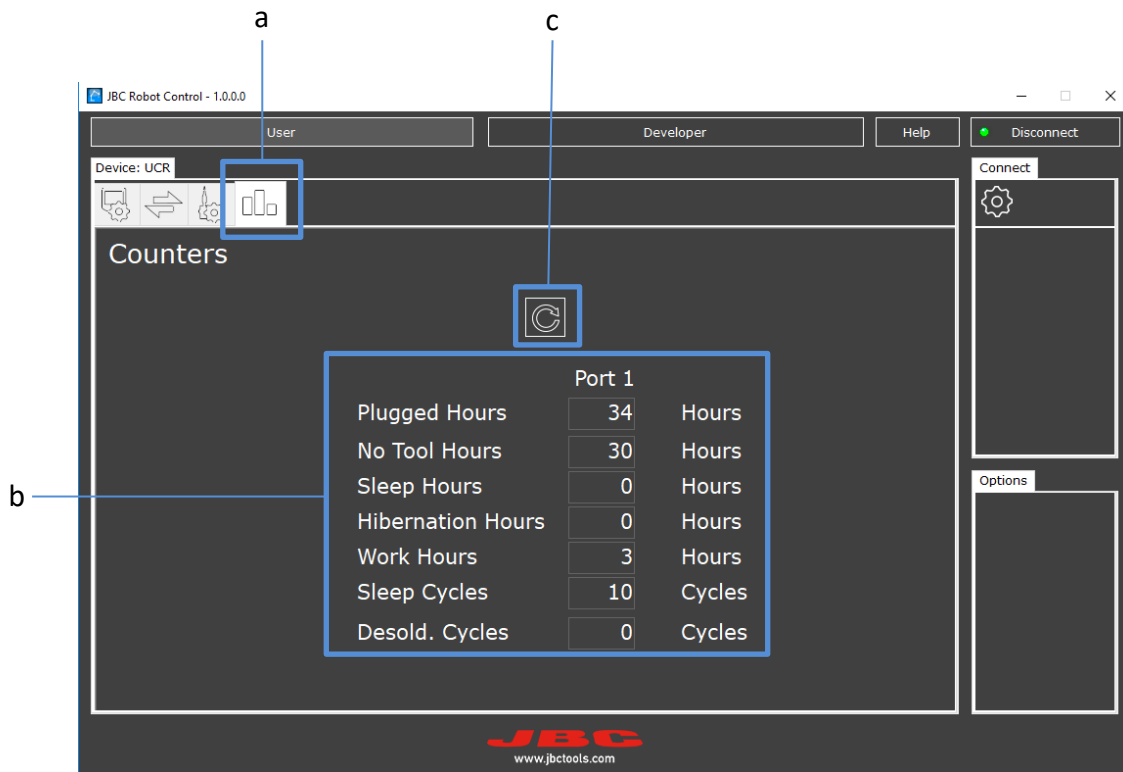 a
c
JBC Robot Control - 1.0.0.0
User Developer Help Disconnect
Device: UCR
Connect
Counters
Port 1
Plugged Hours 34 Hours
No Tool Hours 30 Hours
Sleep Hours 0 Hours
Hibernation Hours 0 Hours
Work Hours 3 Hours
Sleep Cycles 10 Cycles
Desold. Cycles 0 Cycles
b
Options
JBC
www.jbctools.com